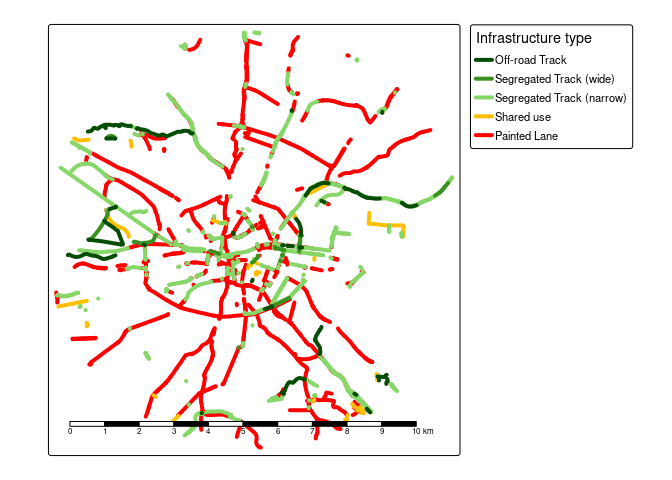 Infrastructure type
Off-road Track
Segregated Track (wide)
Segregated Track (narrow)
Shared use
Painted Lane
0 1 2 3 4 5 6 7 8 9 10 km